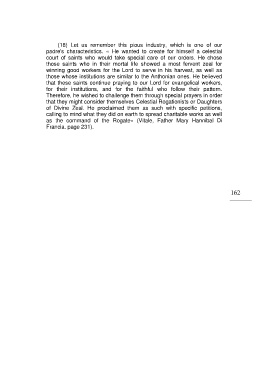 (18) Let us remember this pious industry, which is one of our
padre's characteristics. « He wanted to create for himself a celestial
court of saints who would take special care of our orders. He chose
those saints who in their mortal life showed a most fervent zeal for
winning good workers for the Lord to serve in his harvest, as well as
those whose institutions are similar to the Anthonian ones. He believed
that these saints continue praying to our Lord for evangelical workers,
for their institutions, and for the faithful who follow their pattern.
Therefore, he wished to challenge them through special prayers in order
that they might consider themselves Celestial Rogationists or Daughters
of Divine Zeal. He proclaimed them as such with specific petitions,
calling to mind what they did on earth to spread charitable works as well
as the command of the Rogate» (Vitale, Father Mary Hannibal Di
Francia, page 231).
162